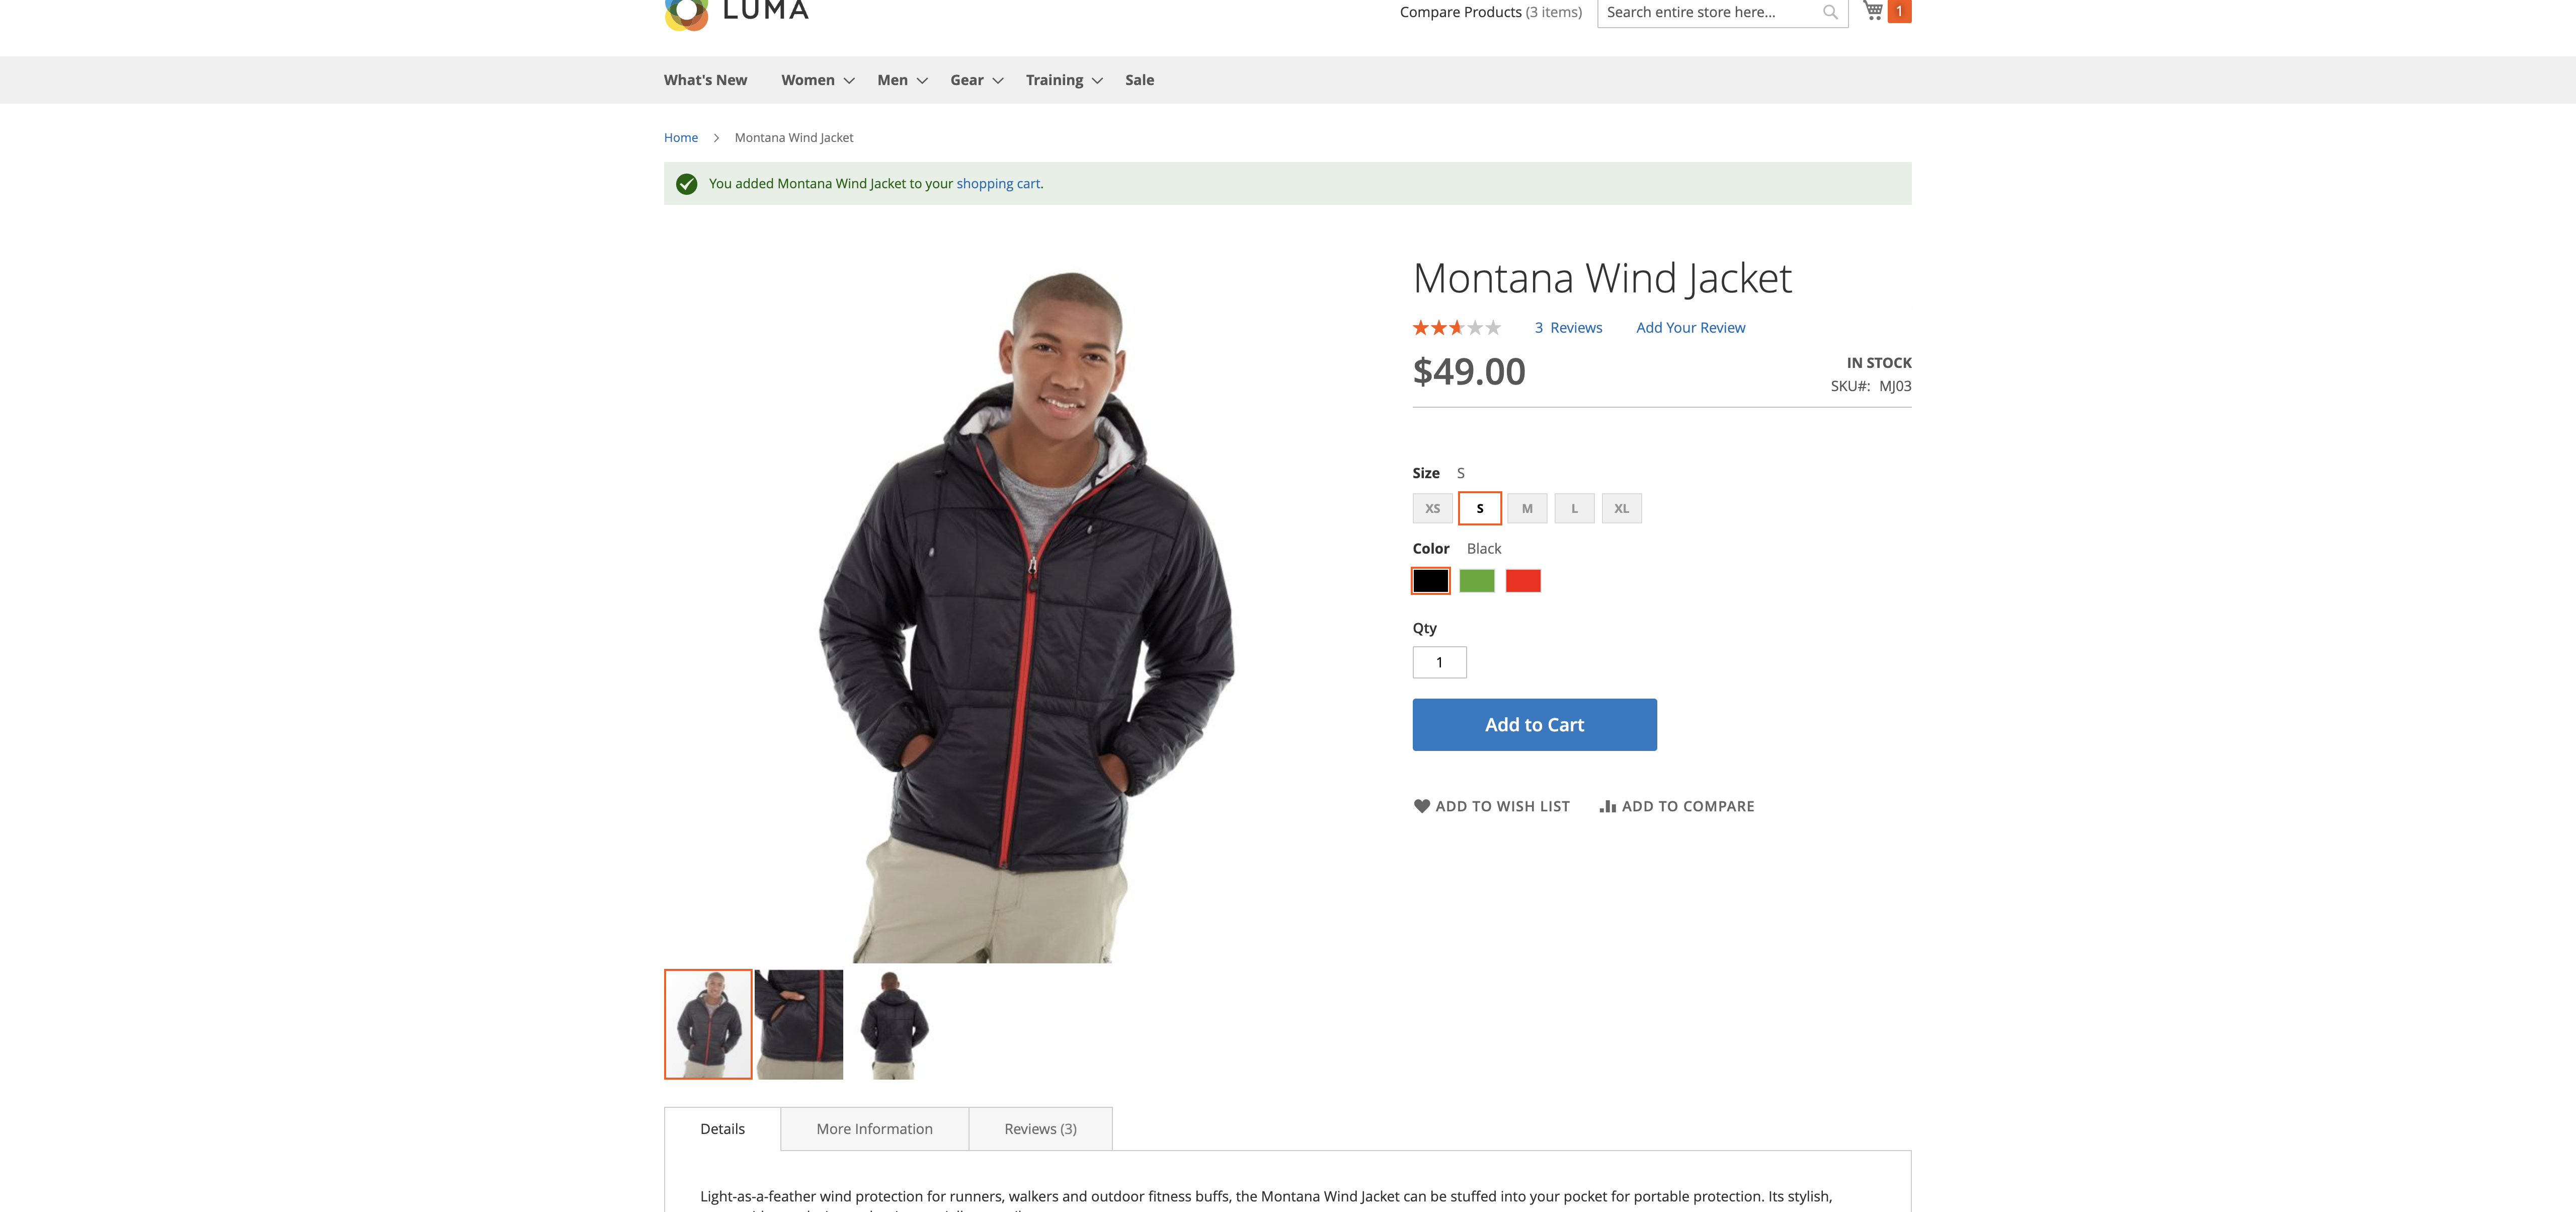 LUMA
Compare Products (3 items)
Search entire store here...
1
What's New Women Men Gear Training Sale
Home > Montana Wind Jacket
You added Montana Wind Jacket to your shopping cart.
Montana Wind Jacket
3 Reviews Add Your Review
$49.00
IN STOCK
SKU#: MJ03
Size S
XS S M L XL
Color Black
Qty
1
Add to Cart
ADD TO WISH LIST ADD TO COMPARE
Details More Information Reviews (3)
Light-as-a-feather wind protection for runners, walkers and outdoor fitness buffs, the Montana Wind Jacket can be stuffed into your pocket for portable protection. Its stylish,